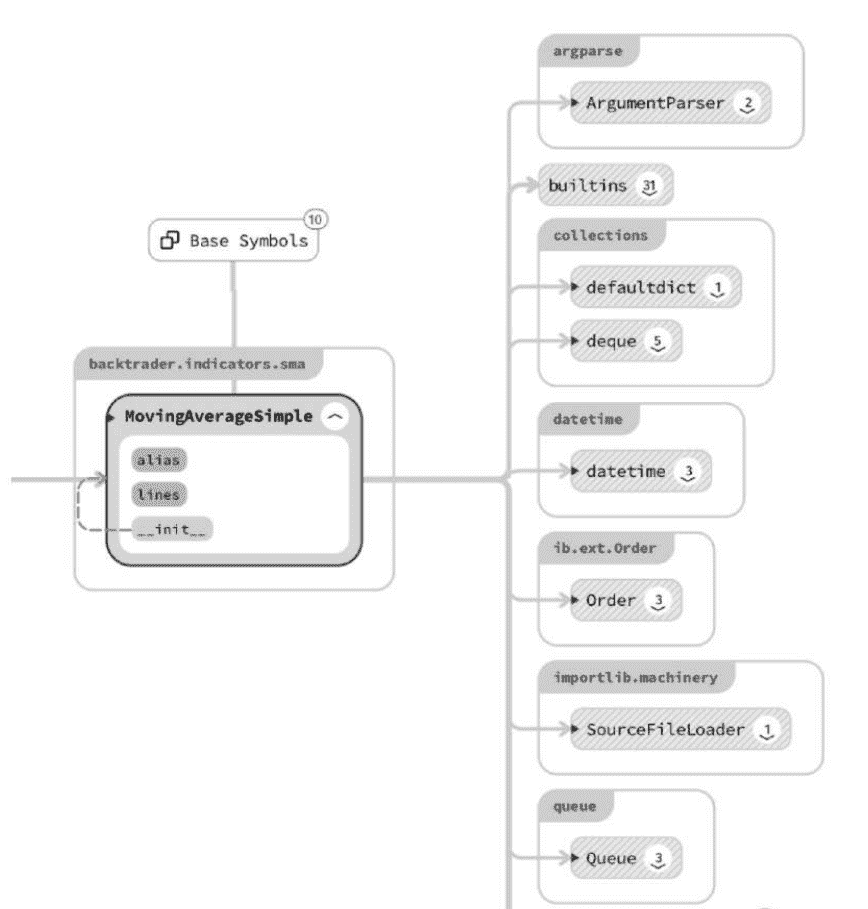 argparse
ArgumentParser 2
builtins 31
10
Base Symbols
collections
defaultdict 1
deque 5
backtrader.indicators.sma
MovingAverageSimple
alias
lines
__init__
datetime
datetime 3
ib.ext.Order
Order 3
importlib.machinery
SourceFileLoader 1
queue
Queue 3